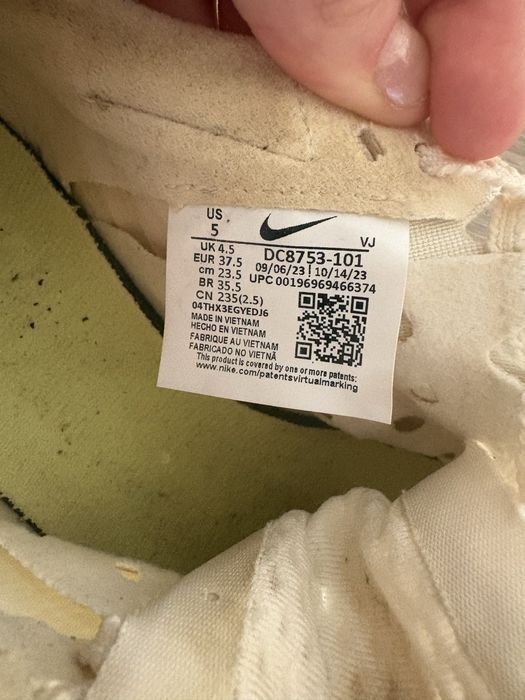 US
5
VJ
UK 4.5
DC8753-101
EUR 37.5
09/06/23 | 10/14/23
cm 23.5
UPC 00196969466374
BR 35.5
CN 235(2.5)
04THX3EGYEDJ6
MADE IN VIETNAM
HECHO EN VIETNAM
FABRIQUE AU VIETNAM
FABRICADO NO VIETNÃ
This product is covered by one or more patents:
www.nike.com/patentsvirtualmarking